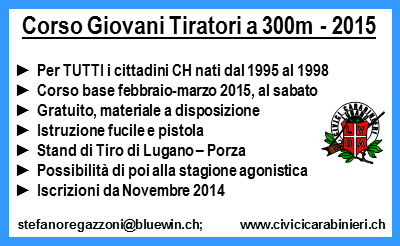 Corso Giovani Tiratori a 300m - 2015
► Per TUTTI i cittadini CH nati dal 1995 al 1998
► Corso base febbraio-marzo 2015, al sabato
► Gratuito, materiale a disposizione
► Istruzione fucile e pistola
► Stand di Tiro di Lugano – Porza
► Possibilità di poi alla stagione agonistica
► Iscrizioni da Novembre 2014
CIVICI CARABINIERI
stefanoregazzoni@bluewin.ch; www.civicicarabinieri.ch